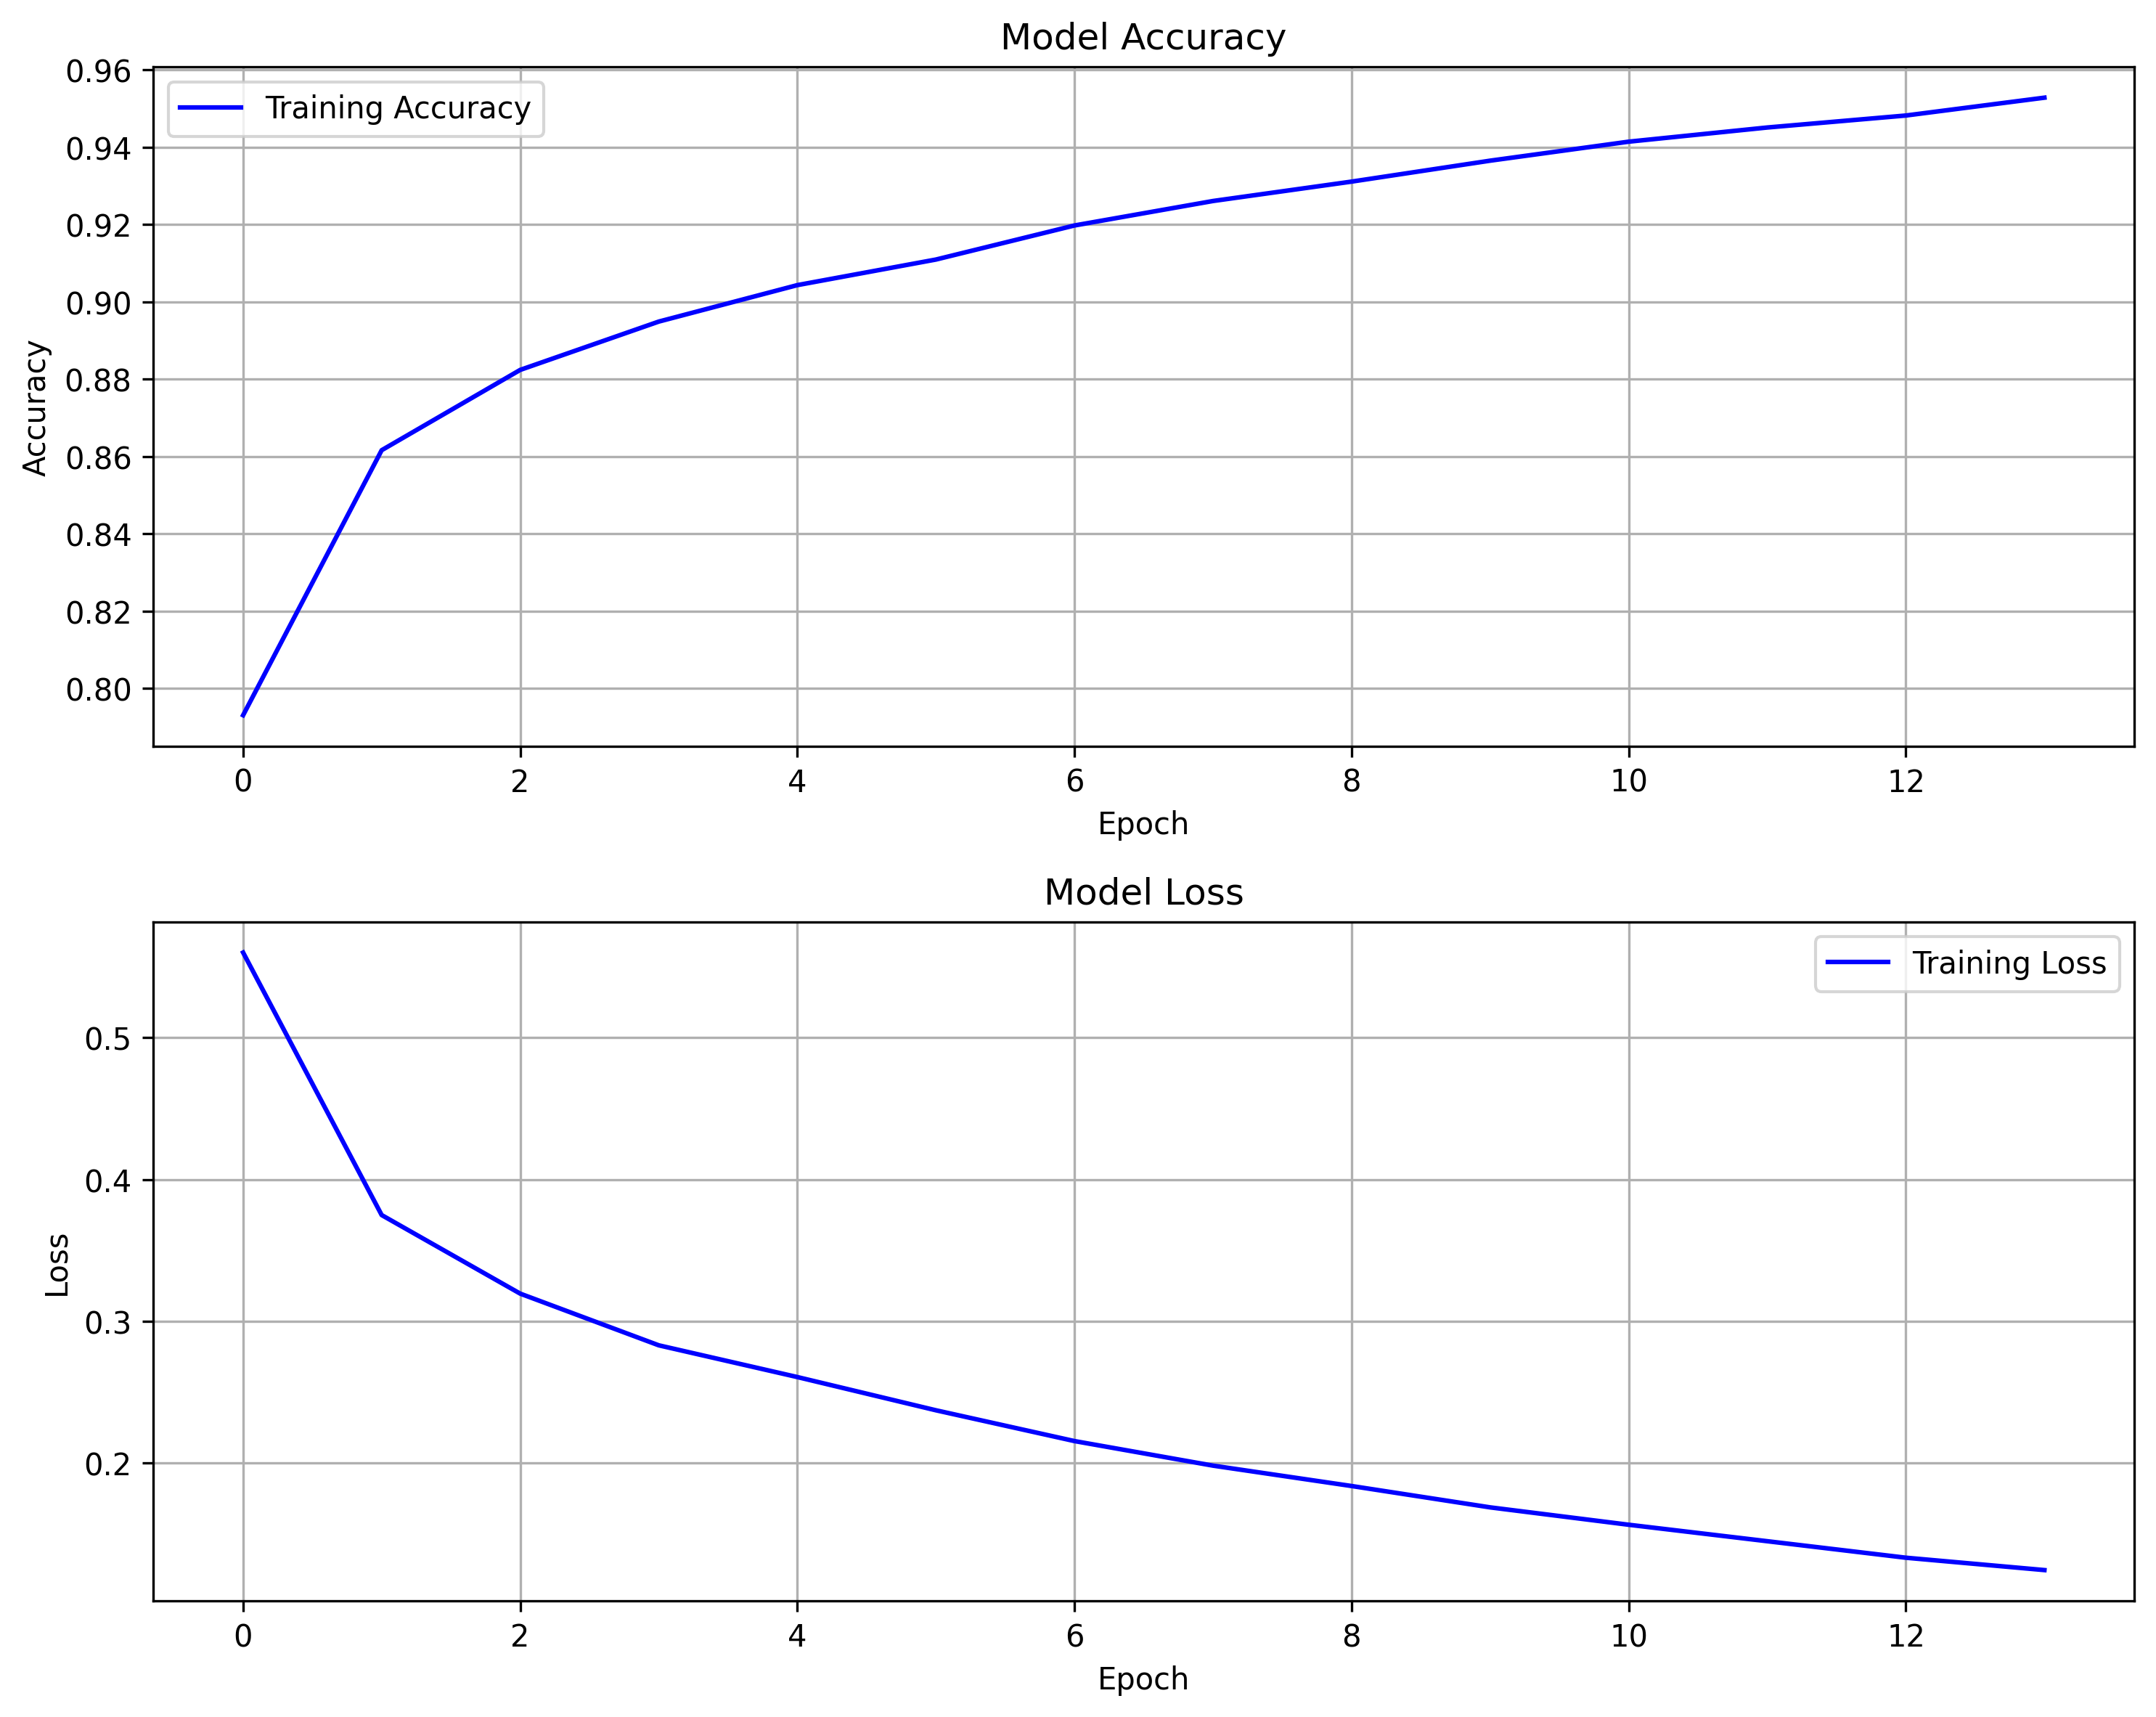 Model Accuracy
0.96
0.94
0.92
0.90
0.88
0.86
0.84
0.82
0.80
Accuracy
Training Accuracy
0 2 4 6 8 10 12
Epoch
Model Loss
0.5
0.4
0.3
0.2
Loss
Training Loss
0 2 4 6 8 10 12
Epoch